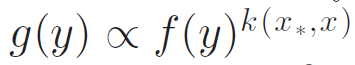 g(y) ∝ f(y)^{k(x_*,x)}